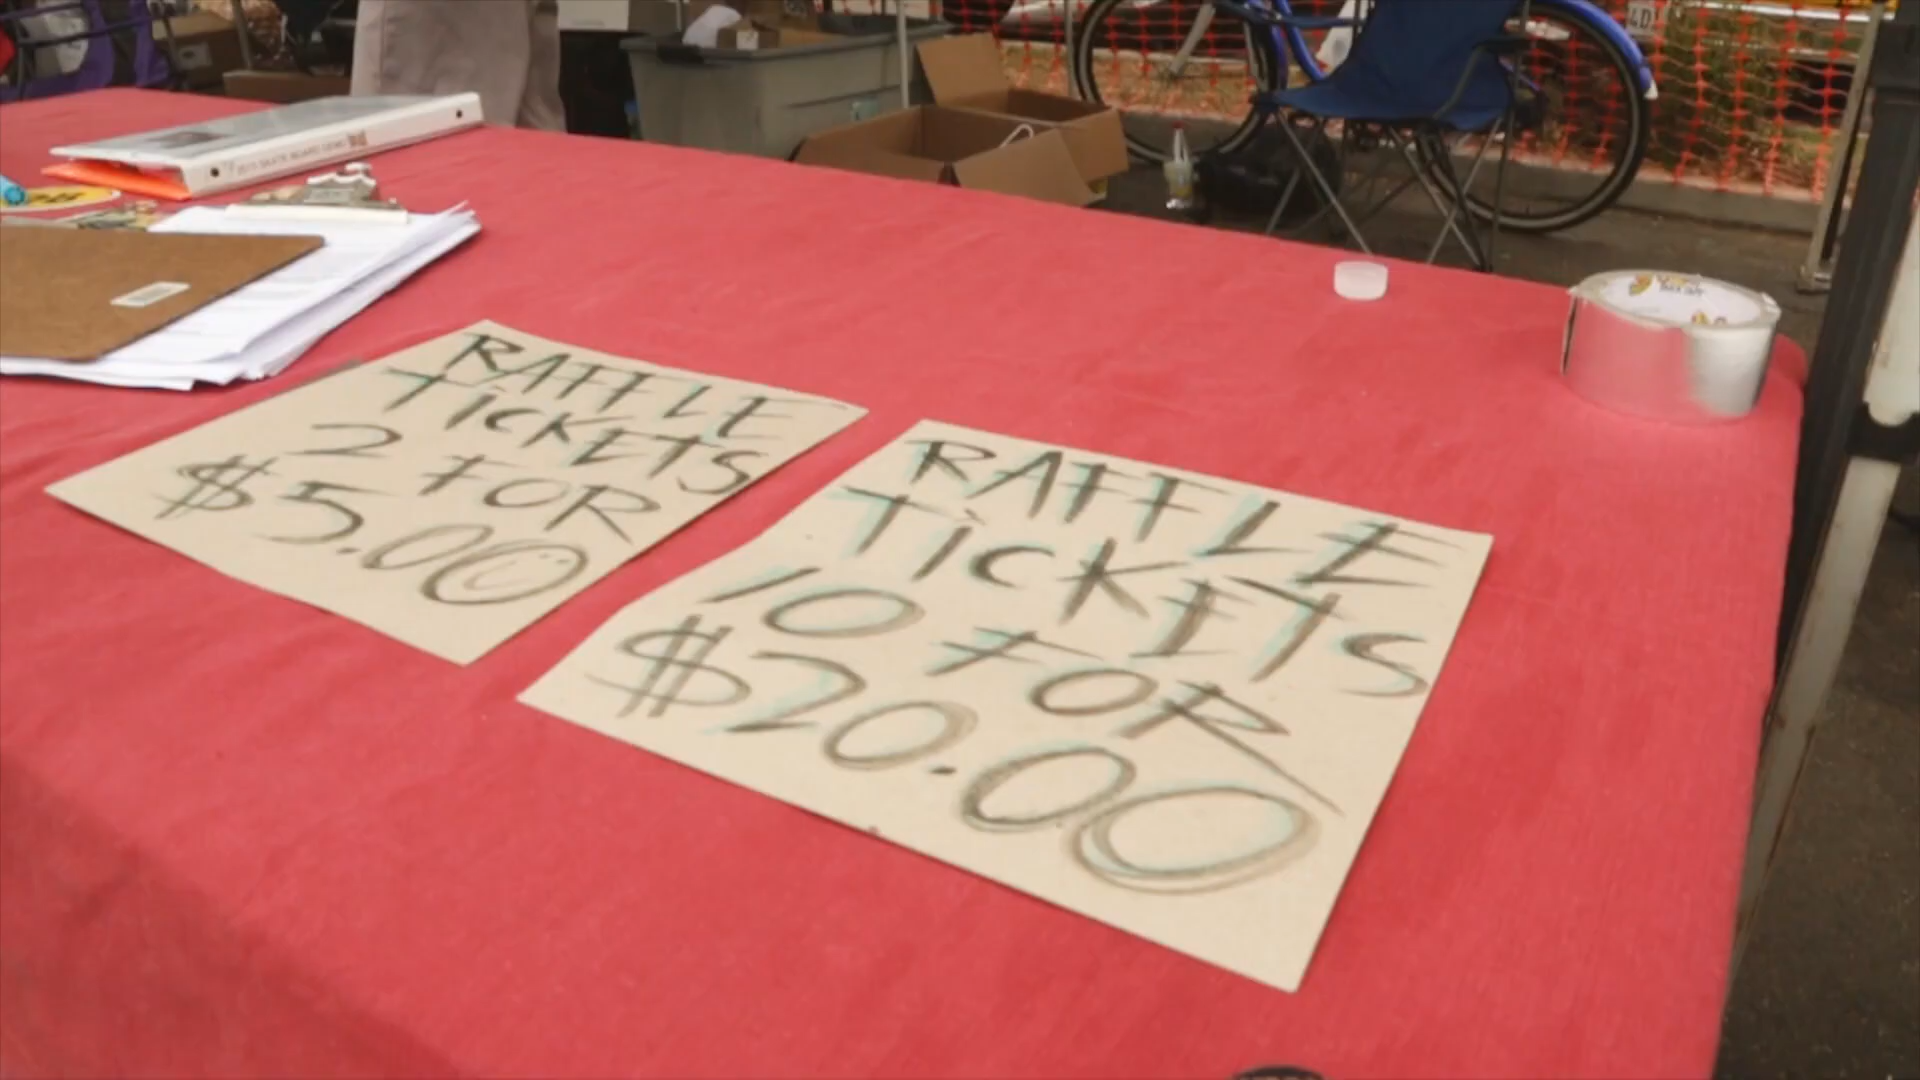 RAFFLE
TICKETS
2 FOR
$5.00
RAFFLE
TICKETS
10 FOR
$20.00